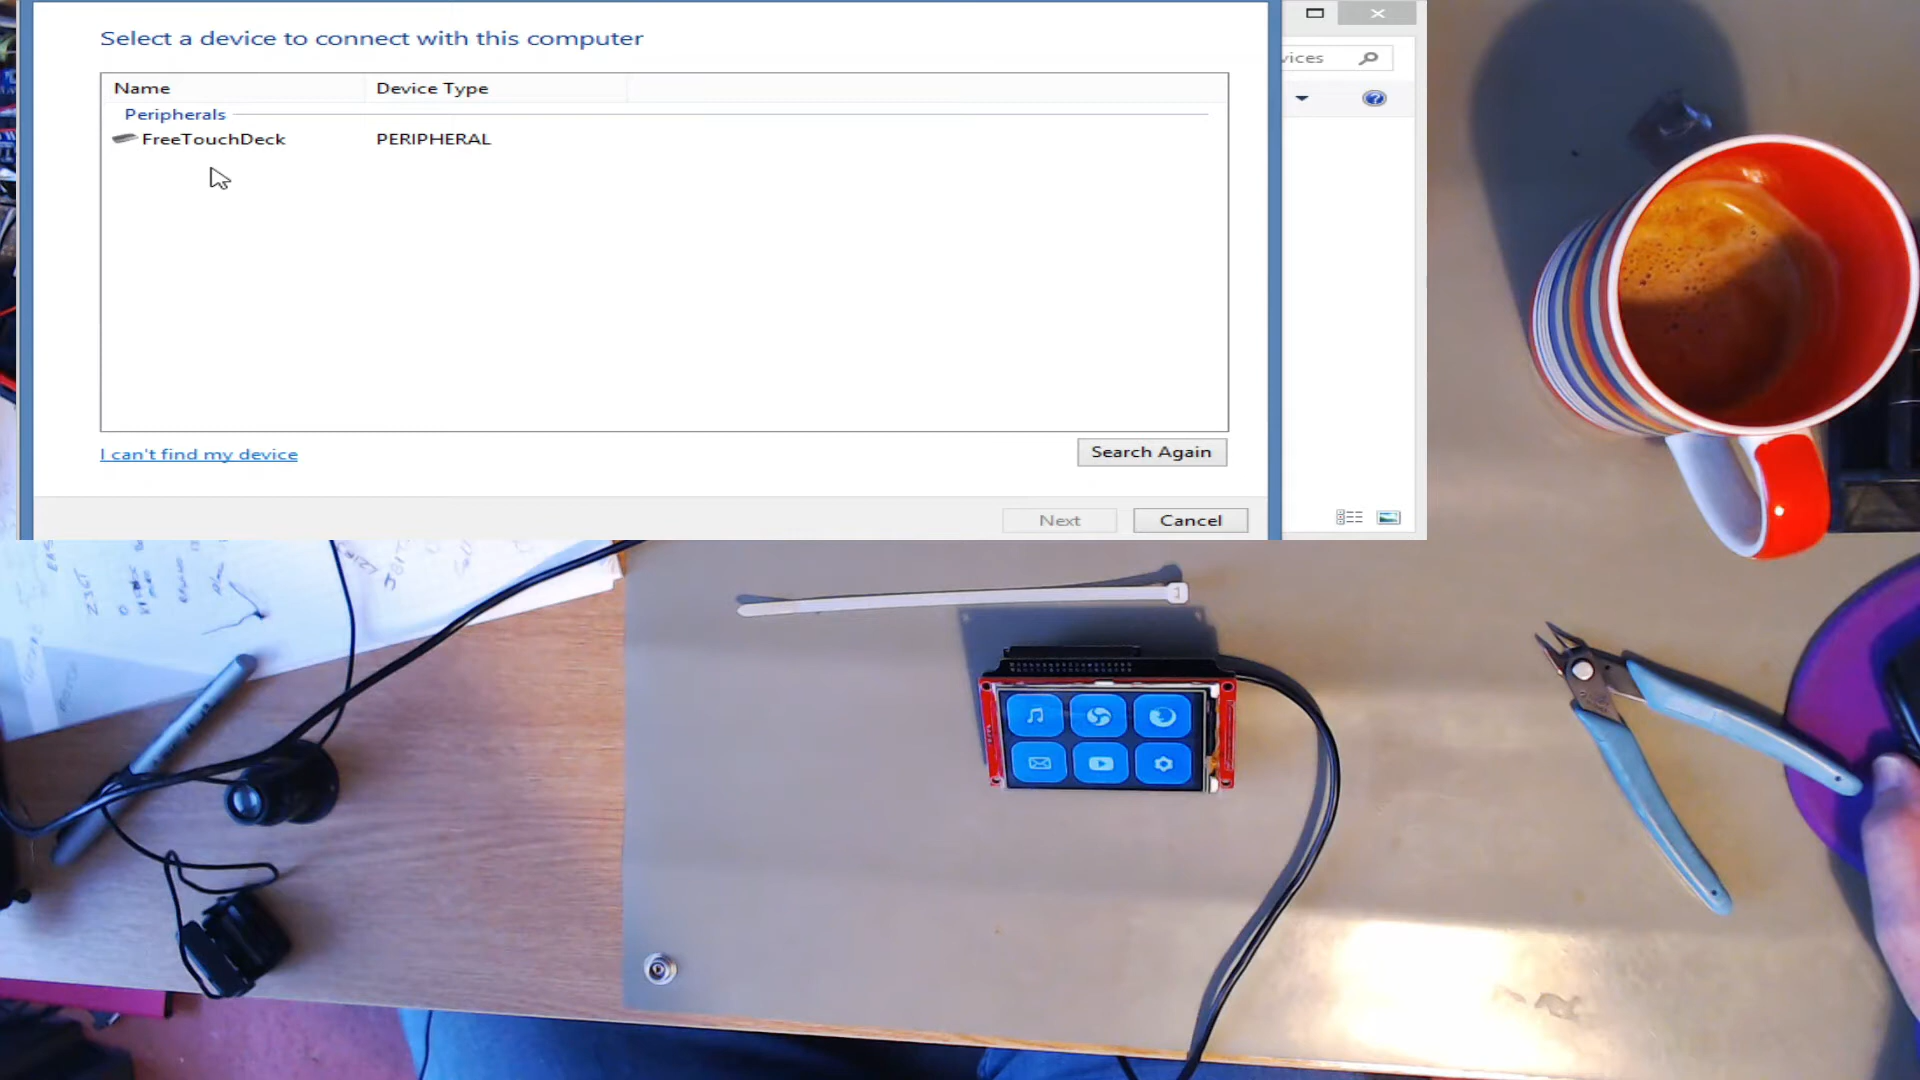 Select a device to connect with this computer
vices
Name Device Type
Peripherals
FreeTouchDeck PERIPHERAL
I can't find my device
Search Again
Next Cancel